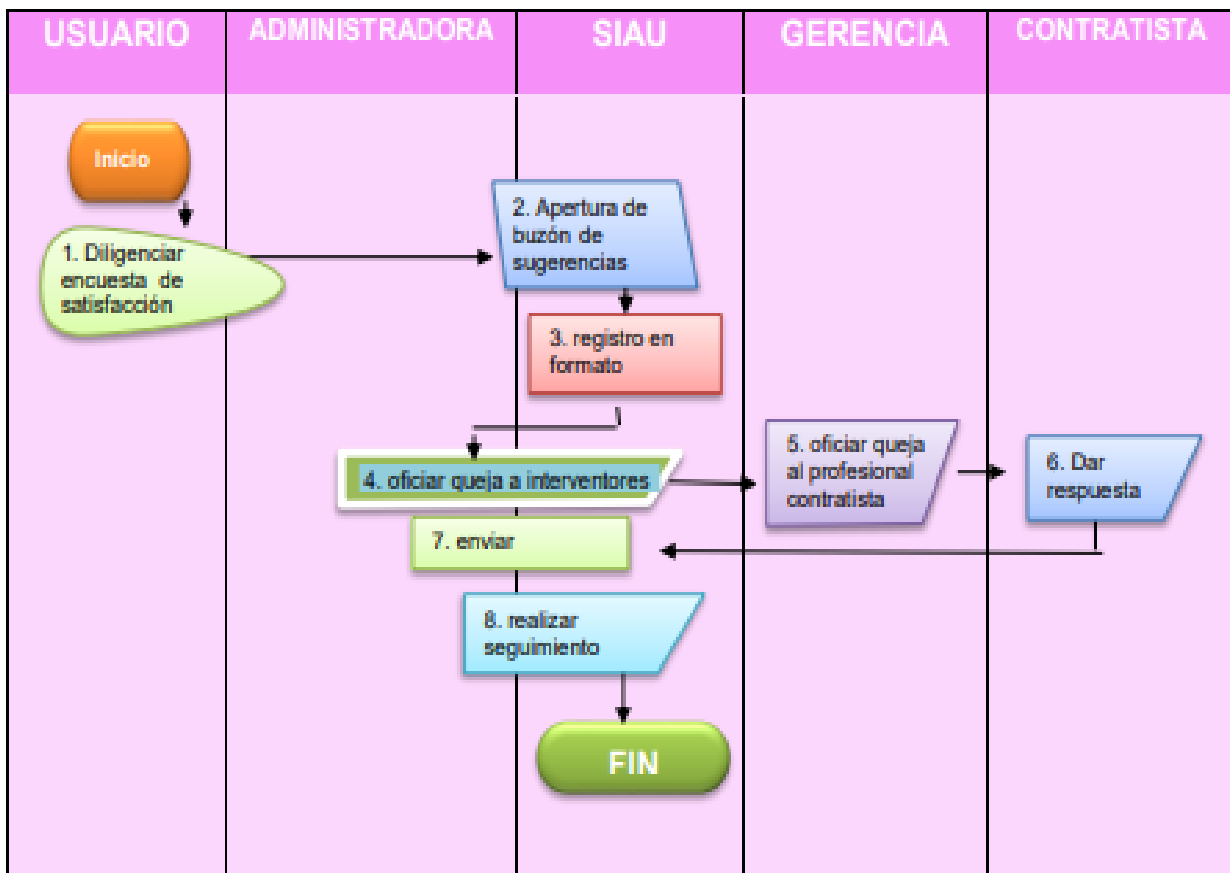 USUARIO
ADMINISTRADORA
SIAU
GERENCIA
CONTRATISTA
Inicio
1. Diligenciar
encuesta de
satisfacción
2. Apertura de
buzón de
sugerencias
3. registro en
formato
4. oficiar queja a interventores
5. oficiar queja
al profesional
contratista
6. Dar
respuesta
7. enviar
8. realizar
seguimiento
FIN